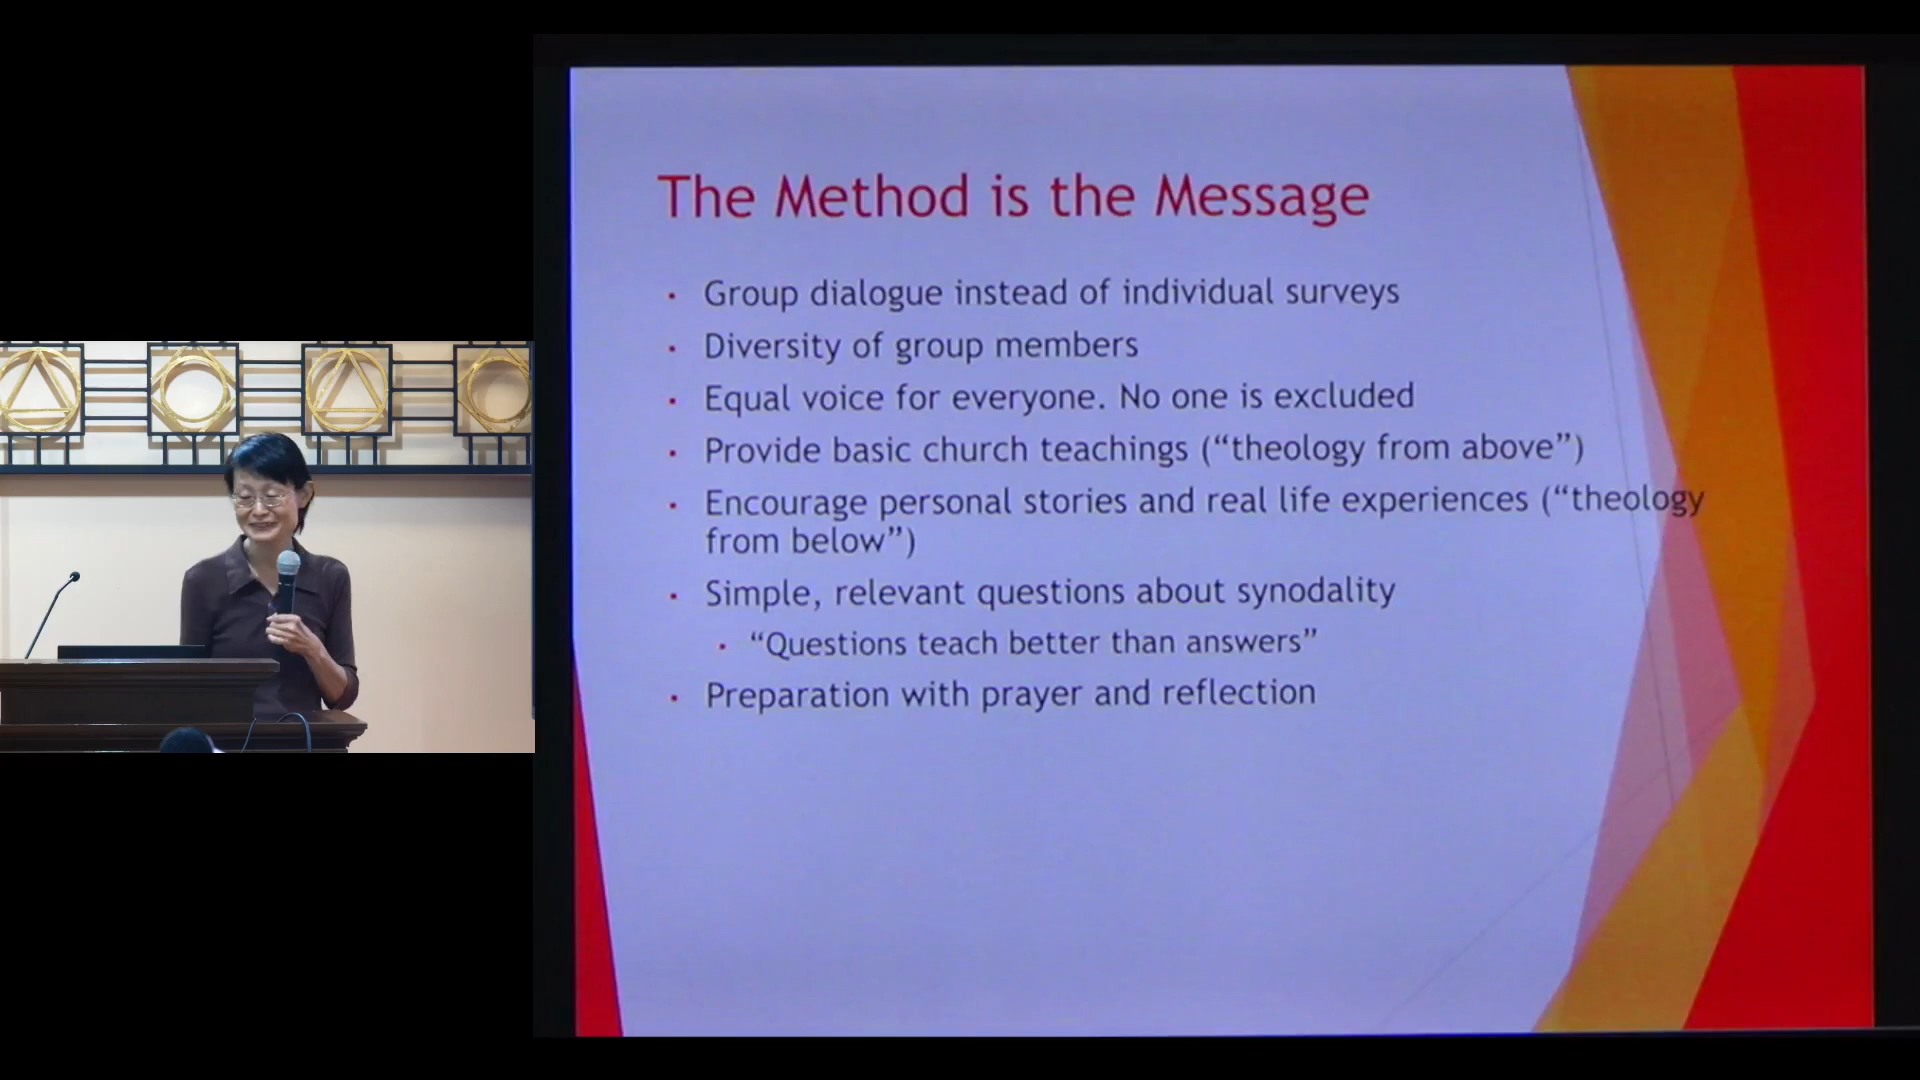 The Method is the Message
• Group dialogue instead of individual surveys
• Diversity of group members
• Equal voice for everyone. No one is excluded
• Provide basic church teachings (“theology from above”)
• Encourage personal stories and real life experiences (“theology
from below”)
• Simple, relevant questions about synodality
• “Questions teach better than answers”
• Preparation with prayer and reflection